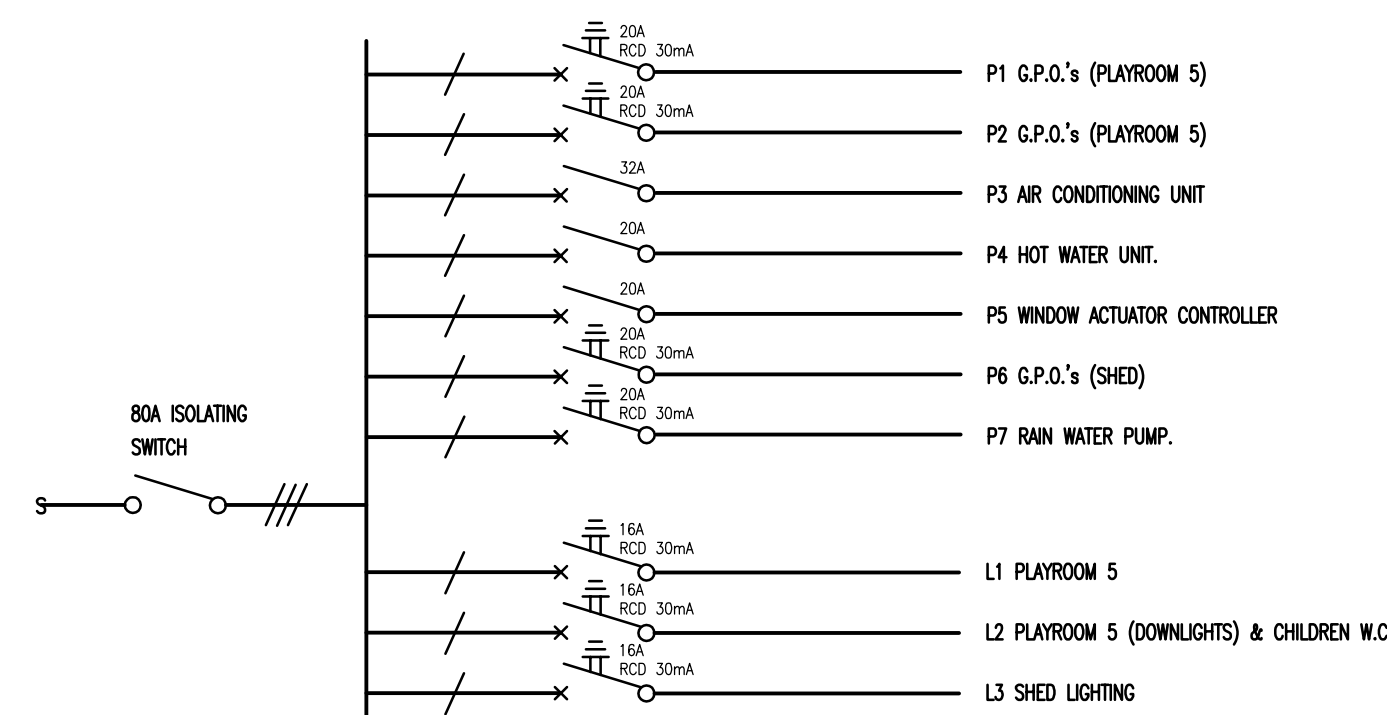 20A
RCD 30mA
P1 G.P.O.'s (PLAYROOM 5)
20A
RCD 30mA
P2 G.P.O.'s (PLAYROOM 5)
32A
P3 AIR CONDITIONING UNIT
20A
P4 HOT WATER UNIT.
20A
P5 WINDOW ACTUATOR CONTROLLER
20A
RCD 30mA
P6 G.P.O.'s (SHED)
20A
RCD 30mA
P7 RAIN WATER PUMP.
80A ISOLATING
SWITCH
S
16A
RCD 30mA
L1 PLAYROOM 5
16A
RCD 30mA
L2 PLAYROOM 5 (DOWNLIGHTS) & CHILDREN W.C
16A
RCD 30mA
L3 SHED LIGHTING